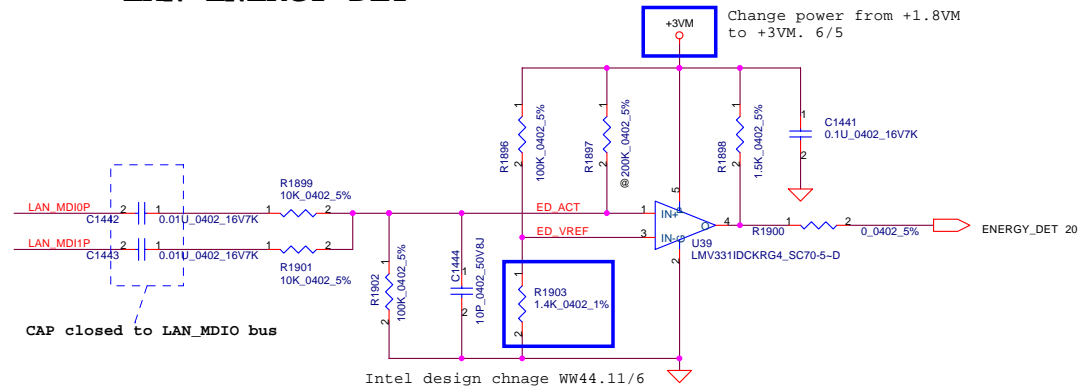 +3VM
Change power from +1.8VM
to +3VM. 6/5
1
R1896
100K_0402_5%
2
1
R1897
@200K_0402_5%
2
1
R1898
1.5K_0402_5%
2
1
C1441
0.1U_0402_16V7K
2
LAN_MDI0P
2
1
C1442
0.01U_0402_16V7K
R1899
10K_0402_5%
1
2
LAN_MDI1P
2
1
C1443
0.01U_0402_16V7K
1
2
R1901
10K_0402_5%
ED_ACT
1
IN+
5
ED_VREF
3
IN-
O
4
2
U39
LMV331IDCKRG4_SC70-5~D
R1900
1
2
0_0402_5%
ENERGY_DET 20
1
R1902
100K_0402_5%
2
1
C1444
10P_0402_50V8J
2
1
R1903
1.4K_0402_1%
2
CAP closed to LAN_MDIO bus
Intel design chnage WW44.11/6